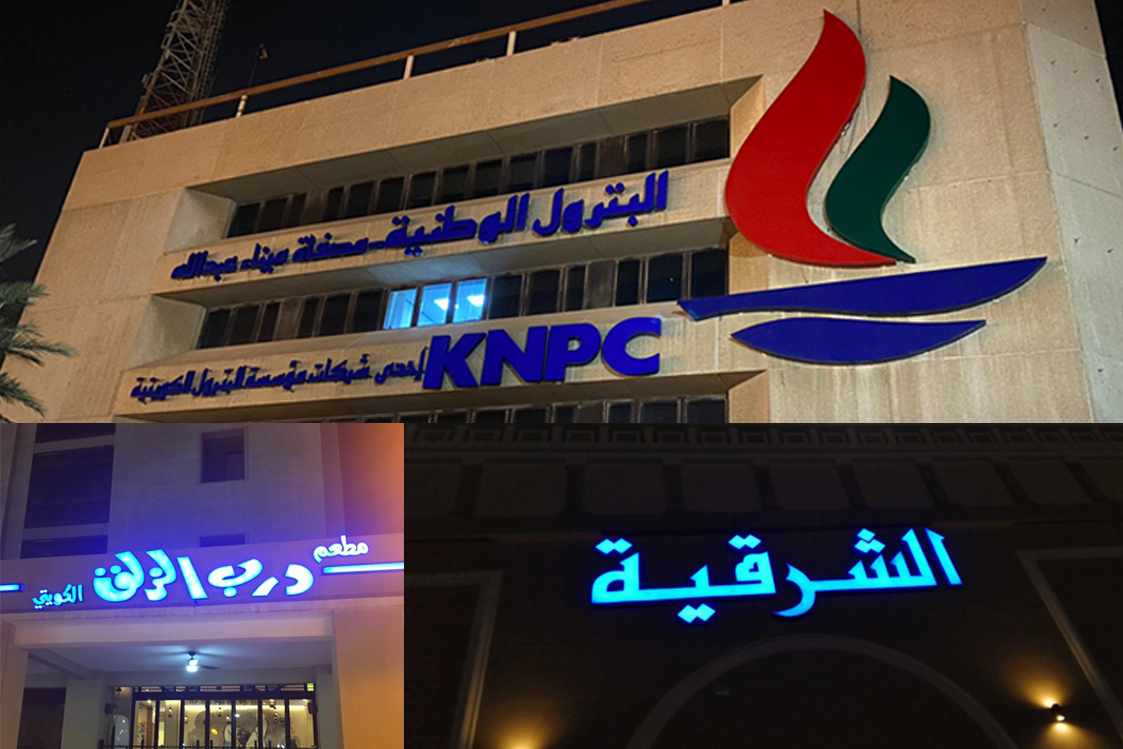 البترول الوطنية - مصفاة ميناء عبدالله
KNPC
إحدى شركات مؤسسة البترول الكويتية
مطعم
درب الزلق
الكويتي
الشرقية